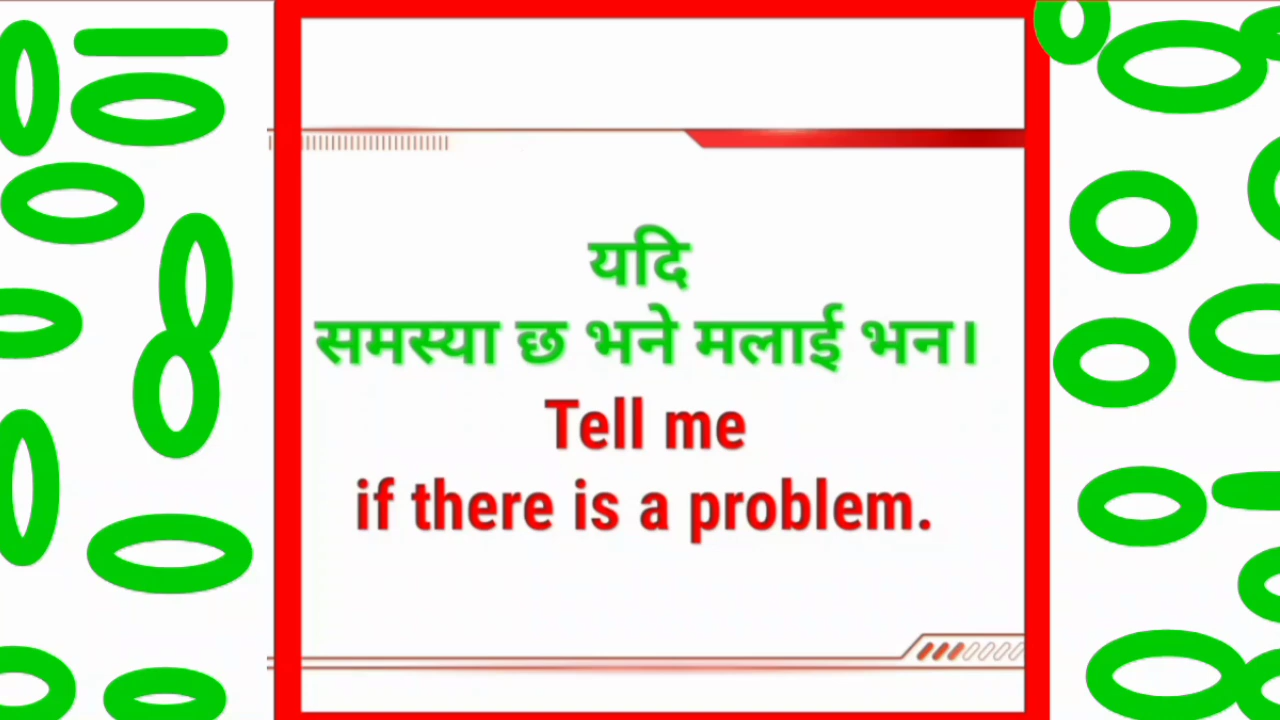 यदि
समस्या छ भने मलाई भन।
Tell me
if there is a problem.